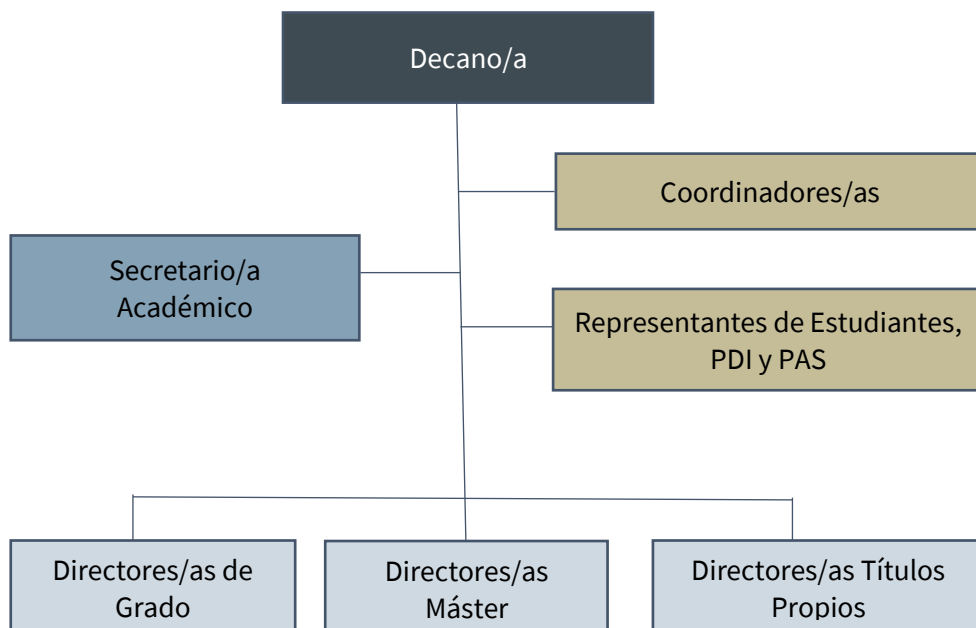 Decano/a
Coordinadores/as
Secretario/a
Académico
Representantes de Estudiantes,
PDI y PAS
Directores/as de
Grado
Directores/as
Máster
Directores/as Títulos
Propios